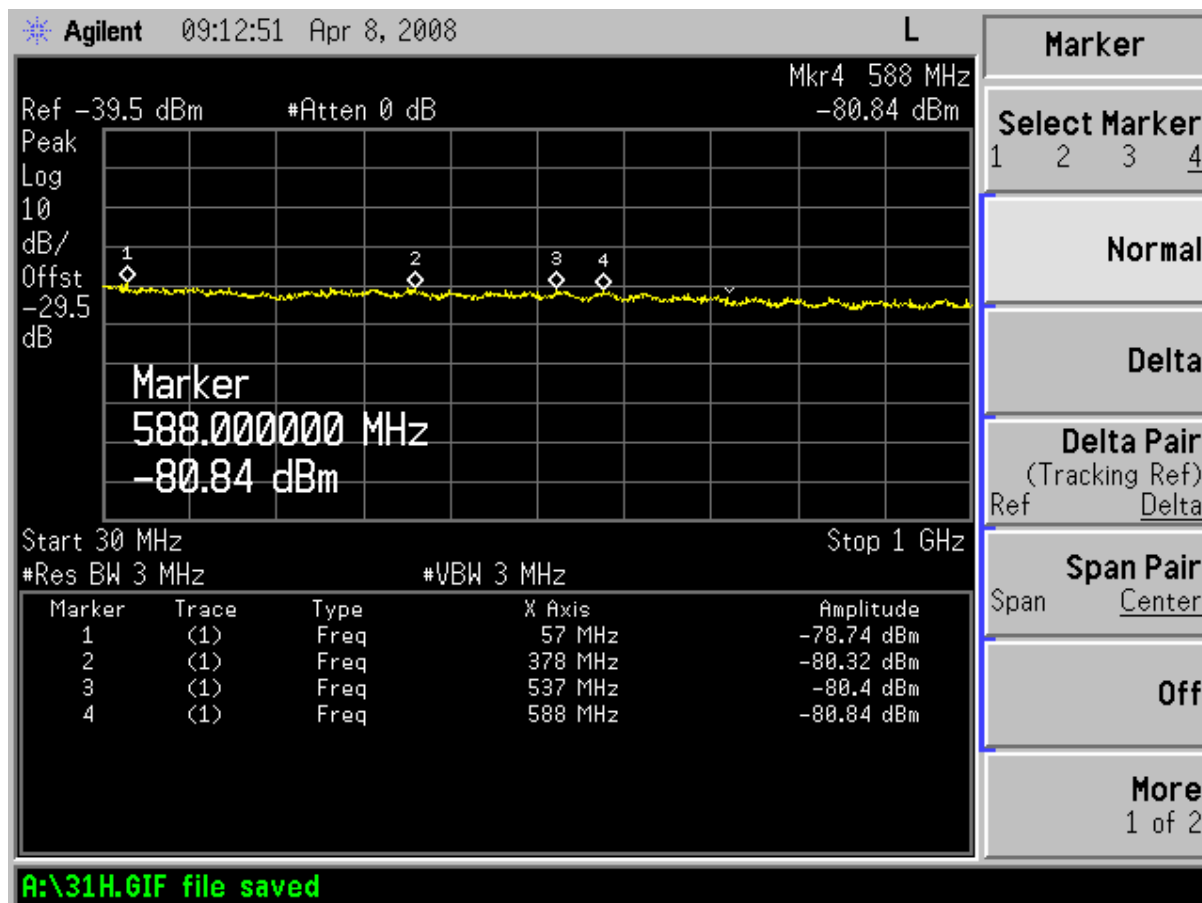 Agilent 09:12:51 Apr 8, 2008 L
Mkr4 588 MHz
Ref -39.5 dBm #Atten 0 dB -80.84 dBm
Peak
Log
10
dB/
Offst
-29.5
dB
1 2 3 4
Marker
588.000000 MHz
-80.84 dBm
Start 30 MHz Stop 1 GHz
#Res BW 3 MHz #VBW 3 MHz
Marker Trace Type X Axis Amplitude
1 (1) Freq 57 MHz -78.74 dBm
2 (1) Freq 378 MHz -80.32 dBm
3 (1) Freq 537 MHz -80.4 dBm
4 (1) Freq 588 MHz -80.84 dBm
A:\31H.GIF file saved
Marker
Select Marker
1 2 3 4
Normal
Delta
Delta Pair
(Tracking Ref)
Ref Delta
Span Pair
Span Center
Off
More
1 of 2